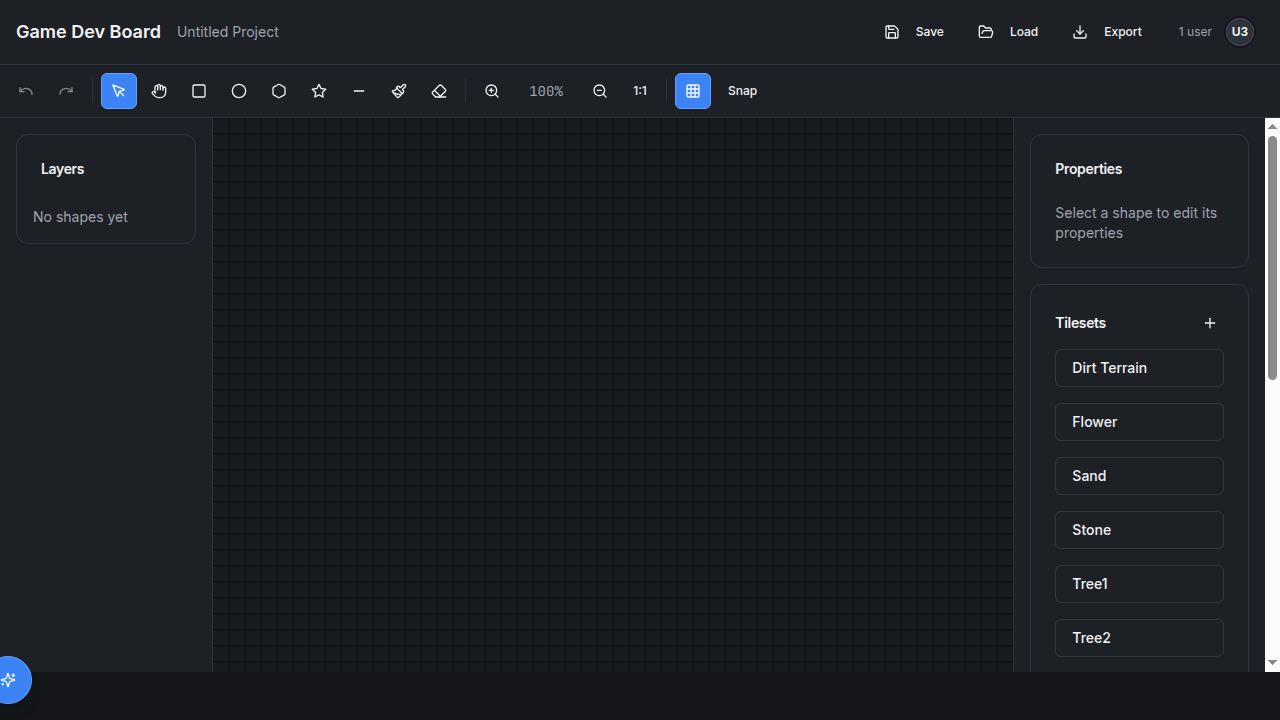 Game Dev Board Untitled Project Save Load Export 1 user U3
100% 1:1 Snap
Layers
No shapes yet
Properties
Select a shape to edit its
properties
Tilesets
Dirt Terrain
Flower
Sand
Stone
Tree1
Tree2